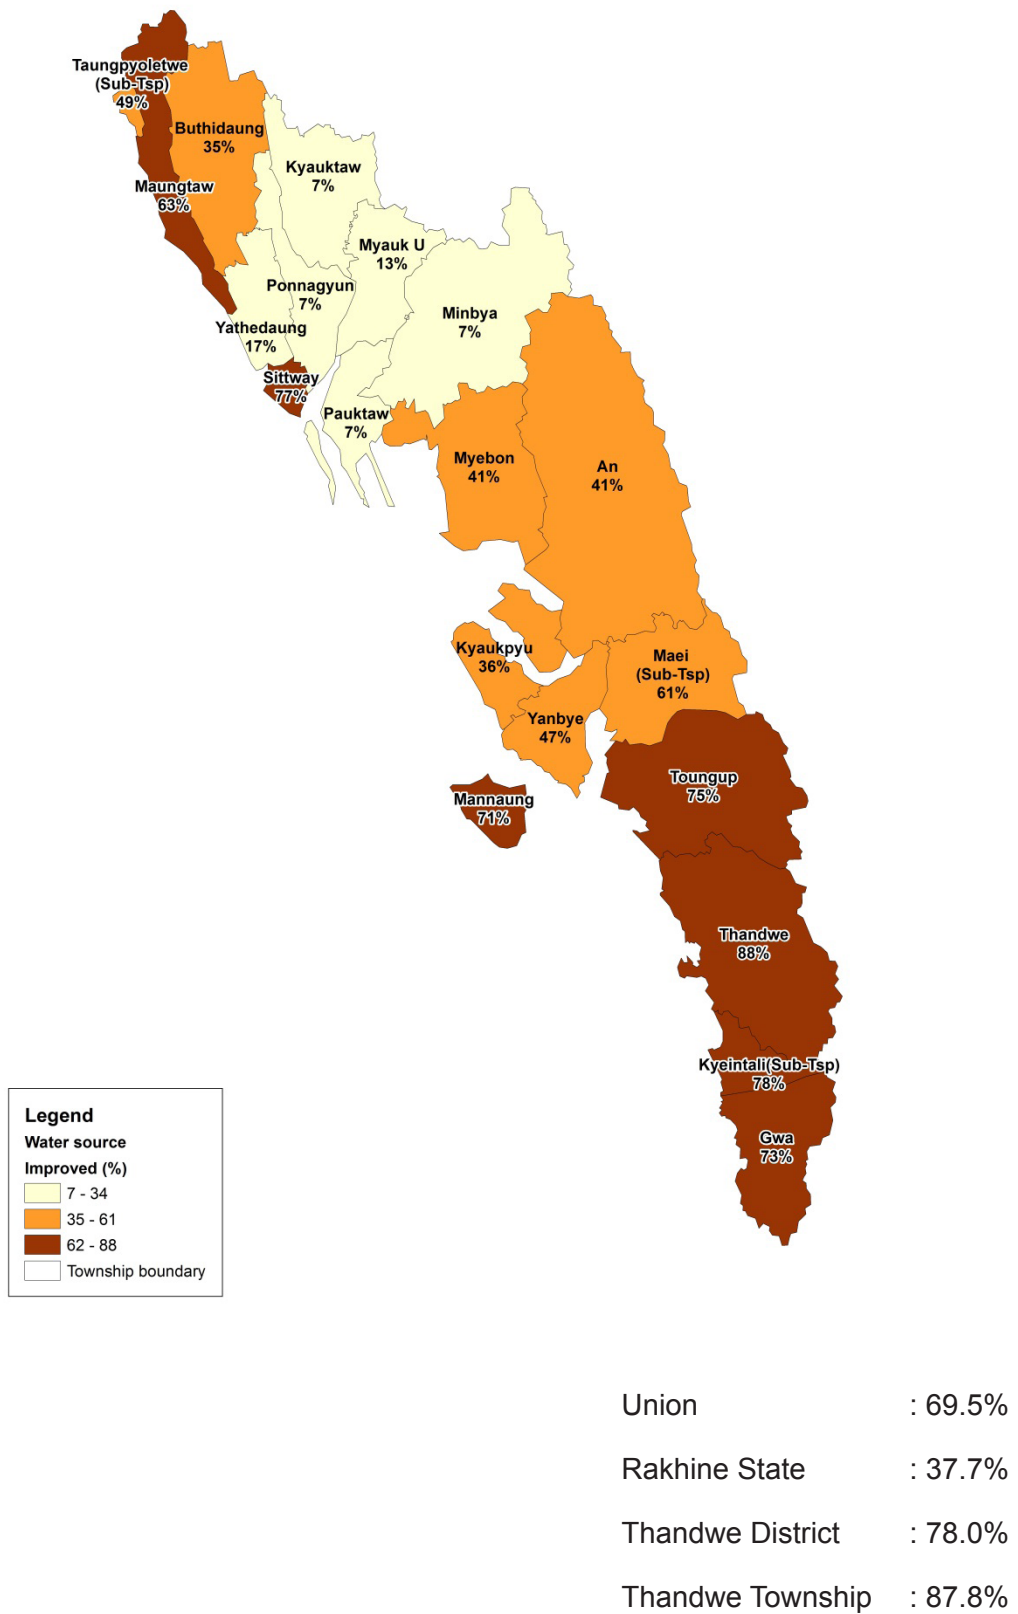 Taungpyoletwe
(Sub-Tsp)
49%
Buthidaung
35%
Kyauktaw
7%
Maungtaw
63%
Myauk U
13%
Ponnagyun
7%
Minbya
7%
Yathedaung
17%
Sittway
77%
Pauktaw
7%
Myebon
41%
An
41%
Kyaukpyu
36%
Maei
(Sub-Tsp)
61%
Yanbye
47%
Toungup
75%
Mannaung
71%
Thandwe
88%
Kyeintali(Sub-Tsp)
78%
Gwa
73%
Legend
Water source
Improved (%)
7 - 34
35 - 61
62 - 88
Township boundary
Union : 69.5%
Rakhine State : 37.7%
Thandwe District : 78.0%
Thandwe Township : 87.8%